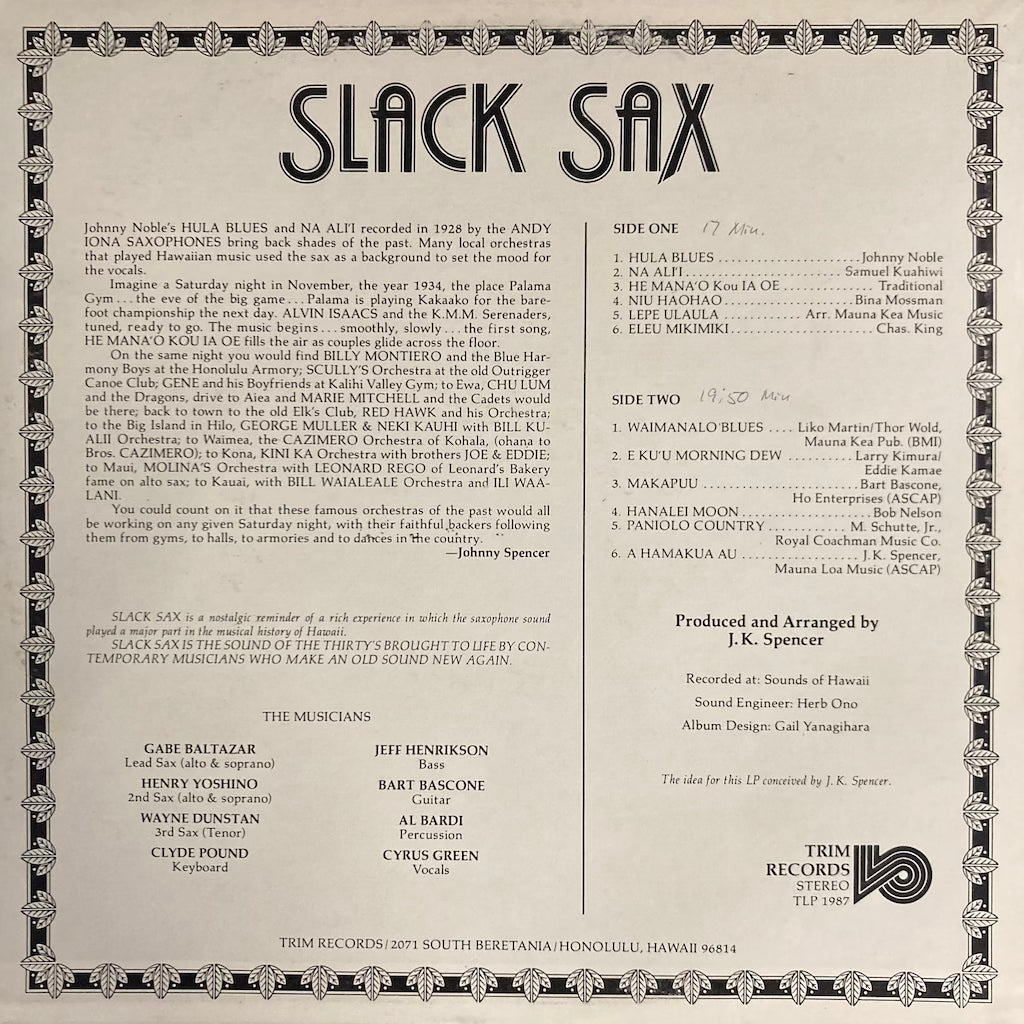 SLACK SAX
Johnny Noble's HULA BLUES and NA ALI'I recorded in 1928 by the ANDY
IONA SAXOPHONES bring back shades of the past. Many local orchestras
that played Hawaiian music used the sax as a background to set the mood for
the vocals.
Imagine a Saturday night in November, the year 1934, the place Palama
Gym ... the eve of the big game ... Palama is playing Kakaako for the bare-
foot championship the next day. ALVIN ISAACS and the K.M.M. Serenaders,
tuned, ready to go. The music begins ... smoothly, slowly ... the first song,
HE MANA'O KOU IA OE fills the air as couples glide across the floor.
On the same night you would find BILLY MONTIERO and the Blue Har-
mony Boys at the Honolulu Armory; SCULLY'S Orchestra at the old Outrigger
Canoe Club; GENE and his Boyfriends at Kalihi Valley Gym; to Ewa, CHU LUM
and the Dragons, drive to Aiea and MARIE MITCHELL and the Cadets would
be there; back to town to the old Elk's Club, RED HAWK and his Orchestra;
to the Big Island in Hilo, GEORGE MULLER & NEKI KAUHI with BILL KU-
ALII Orchestra; to Waimea, the CAZIMERO Orchestra of Kohala, (ohana to
Bros. CAZIMERO); to Kona, KINI KA Orchestra with brothers JOE & EDDIE;
to Maui, MOLINA'S Orchestra with LEONARD REGO of Leonard's Bakery
fame on alto sax; to Kauai, with BILL WAIALEALE Orchestra and ILI WAA-
LANI.
You could count on it that these famous orchestras of the past would all
be working on any given Saturday night, with their faithful backers following
them from gyms, to halls, to armories and to dances in the country.
—Johnny Spencer
SLACK SAX is a nostalgic reminder of a rich experience in which the saxophone sound
played a major part in the musical history of Hawaii.
SLACK SAX IS THE SOUND OF THE THIRTY'S BROUGHT TO LIFE BY CON-
TEMPORARY MUSICIANS WHO MAKE AN OLD SOUND NEW AGAIN.
THE MUSICIANS
GABE BALTAZAR
Lead Sax (alto & soprano)
HENRY YOSHINO
2nd Sax (alto & soprano)
WAYNE DUNSTAN
3rd Sax (Tenor)
CLYDE POUND
Keyboard
JEFF HENRIKSON
Bass
BART BASCONE
Guitar
AL BARDI
Percussion
CYRUS GREEN
Vocals
SIDE ONE 17 Min.
1. HULA BLUES ..................... Johnny Noble
2. NA ALI'I ....................... Samuel Kuahiwi
3. HE MANA'O Kou IA OE .............. Traditional
4. NIU HAOHAO .................... Bina Mossman
5. LEPE ULAULA ............ Arr. Mauna Kea Music
6. ELEU MIKIMIKI ..................... Chas. King
SIDE TWO 19:50 Min
1. WAIMANALO BLUES .... Liko Martin/Thor Wold,
Mauna Kea Pub. (BMI)
2. E KU'U MORNING DEW .......... Larry Kimura/
Eddie Kamae
3. MAKAPUU ........................ Bart Bascone,
Ho Enterprises (ASCAP)
4. HANALEI MOON .................... Bob Nelson
5. PANIOLO COUNTRY ............. M. Schutte, Jr.,
Royal Coachman Music Co.
6. A HAMAKUA AU .................. J.K. Spencer,
Mauna Loa Music (ASCAP)
Produced and Arranged by
J. K. Spencer
Recorded at: Sounds of Hawaii
Sound Engineer: Herb Ono
Album Design: Gail Yanagihara
The idea for this LP conceived by J. K. Spencer.
TRIM
RECORDS
STEREO
TLP 1987
TRIM RECORDS/2071 SOUTH BERETANIA/HONOLULU, HAWAII 96814